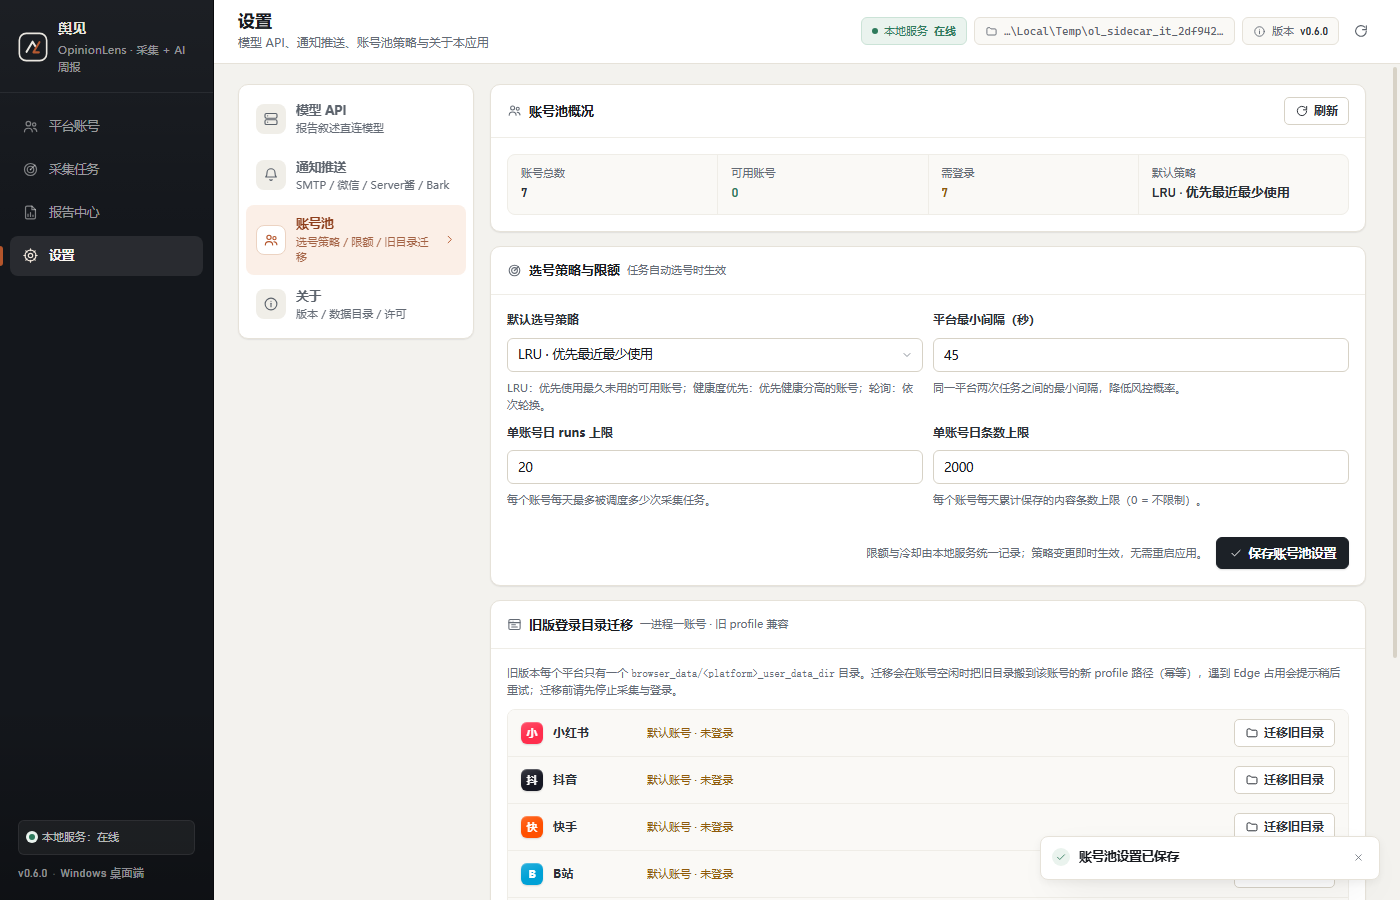 舆见
OpinionLens · 采集 + AI
周报
平台账号
采集任务
报告中心
设置
本地服务：在线
v0.6.0 · Windows 桌面端
设置
模型 API、通知推送、账号池策略与关于本应用
本地服务 在线
…\Local\Temp\ol_sidecar_it_2df942…
版本 v0.6.0
模型 API
报告叙述直连模型
通知推送
SMTP / 微信 / Server酱 / Bark
账号池
选号策略 / 限额 / 旧目录迁
移
关于
版本 / 数据目录 / 许可
账号池概况
刷新
账号总数
7
可用账号
0
需登录
7
默认策略
LRU · 优先最近最少使用
选号策略与限额 任务自动选号时生效
默认选号策略
LRU · 优先最近最少使用
LRU：优先使用最久未用的可用账号；健康度优先：优先健康分高的账号；轮询：依
次轮换。
平台最小间隔（秒）
45
同一平台两次任务之间的最小间隔，降低风控概率。
单账号日 runs 上限
20
每个账号每天最多被调度多少次采集任务。
单账号日条数上限
2000
每个账号每天累计保存的内容条数上限（0 = 不限制）。
限额与冷却由本地服务统一记录；策略变更即时生效，无需重启应用。
保存账号池设置
旧版登录目录迁移 一进程一账号 · 旧 profile 兼容
旧版本每个平台只有一个 browser_data/<platform>_user_data_dir 目录。迁移会在账号空闲时把旧目录搬到该账号的新 profile 路径（幂等），遇到 Edge 占用会提示稍后
重试；迁移前请先停止采集与登录。
小 小红书 默认账号 · 未登录 迁移旧目录
抖 抖音 默认账号 · 未登录 迁移旧目录
快 快手 默认账号 · 未登录 迁移旧目录
B B站 默认账号 · 未登录
账号池设置已保存